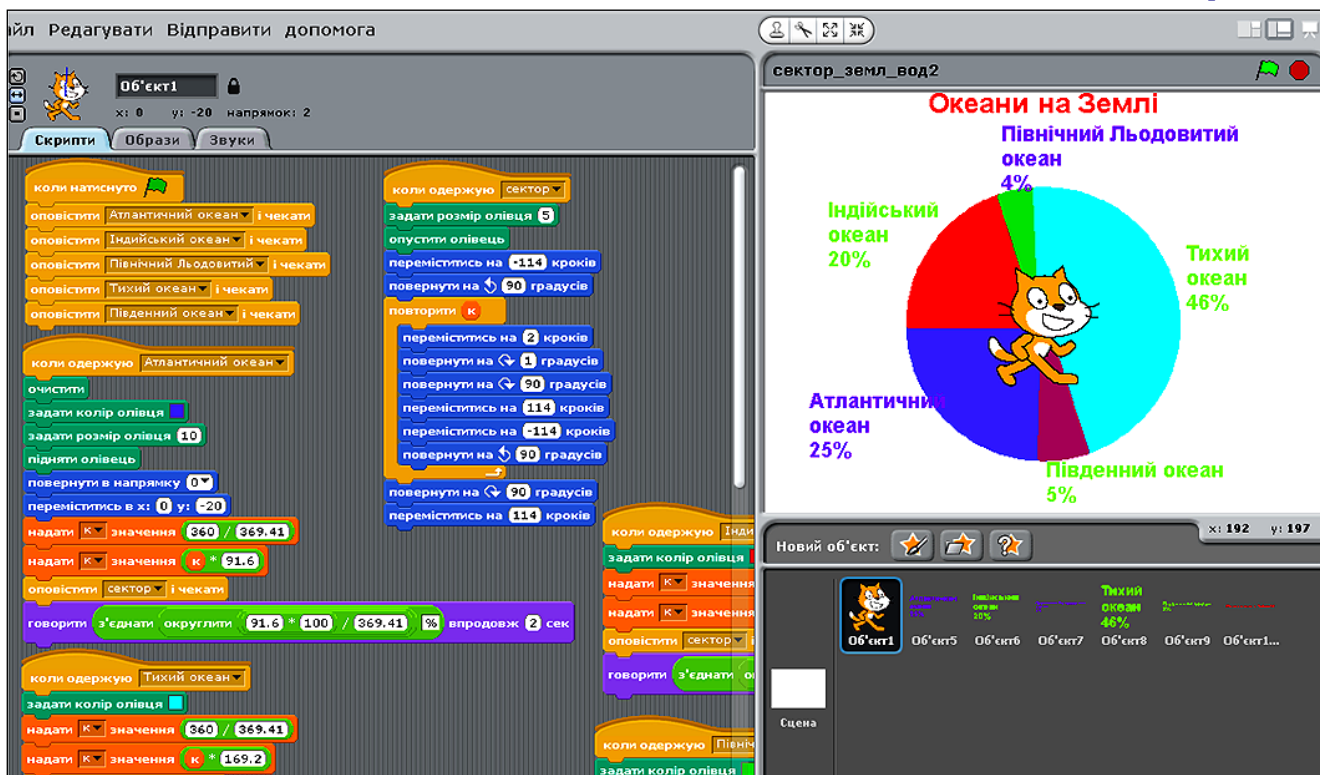 йл Редагувати Відправити допомога
Об'єкт1
x: 0 y: -20 напрямок: 2
Скрипти Образи Звуки
коли натиснуто
оповістити Атлантичний океан і чекати
оповістити Індийський океан і чекати
оповістити Північний Льодовитий і чекати
оповістити Тихий океан і чекати
оповістити Південний океан і чекати
коли одержую Атлантичний океан
очистити
задати колір олівця
задати розмір олівця 10
підняти олівець
повернути в напрямку 0
переміститись в x: 0 y: -20
надати к значення 360 / 369.41
надати к значення к * 91.6
оповістити сектор і чекати
говорити з'єднати округлити 91.6 * 100 / 369.41 % впродовж 2 сек
коли одержую Тихий океан
задати колір олівця
надати к значення 360 / 369.41
надати к значення к * 169.2
коли одержую сектор
задати розмір олівця 5
опустити олівець
переміститись на -114 кроків
повернути на 90 градусів
повторити к
переміститись на 2 кроків
повернути на 1 градусів
повернути на 90 градусів
переміститись на 114 кроків
переміститись на -114 кроків
повернути на 90 градусів
повернути на 90 градусів
переміститись на 114 кроків
коли одержую Інди
задати колір олівця
надати к значення
надати к значення
оповістити сектор і
говорити з'єднати о
коли одержую Північ
задати колір олівця
сектор_земл_вод2
Океани на Землі
Північний Льодовитий
океан
4%
Індійський
океан
20%
Тихий
океан
46%
Атлантичний
океан
25%
Південний океан
5%
x: 192 y: 197
Новий об'єкт:
Тихий
океан
46%
Об'єкт1 Об'єкт5 Об'єкт6 Об'єкт7 Об'єкт8 Об'єкт9 Об'єкт1...
Сцена